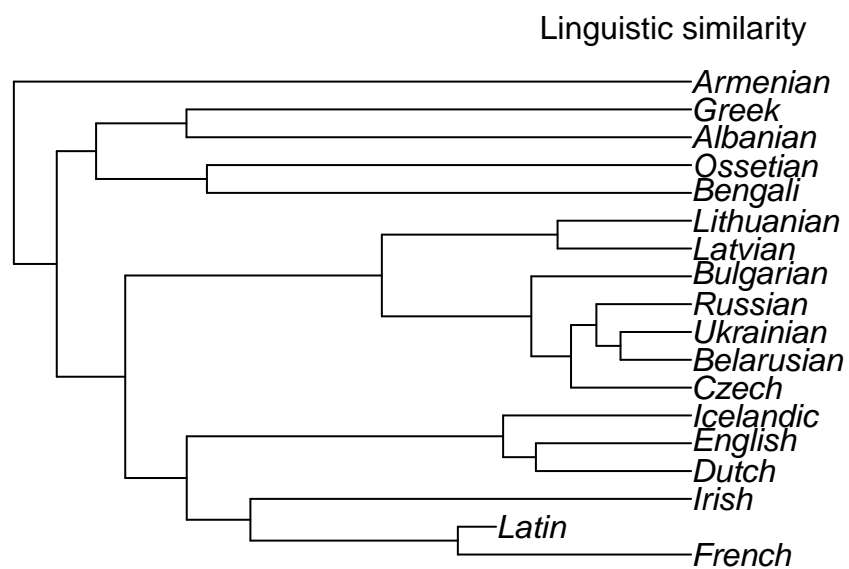 Linguistic similarity
Armenian
Greek
Albanian
Ossetian
Bengali
Lithuanian
Latvian
Bulgarian
Russian
Ukrainian
Belarusian
Czech
Icelandic
English
Dutch
Irish
Latin
French